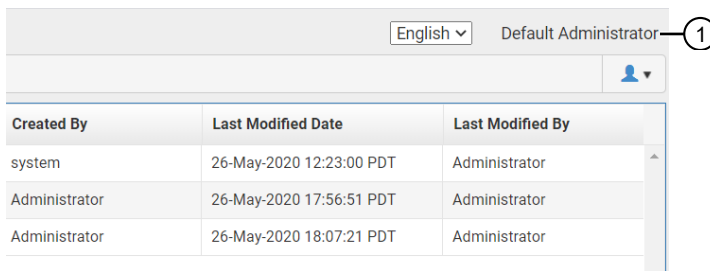 English Default Administrator 1
Created By Last Modified Date Last Modified By
system 26-May-2020 12:23:00 PDT Administrator
Administrator 26-May-2020 17:56:51 PDT Administrator
Administrator 26-May-2020 18:07:21 PDT Administrator